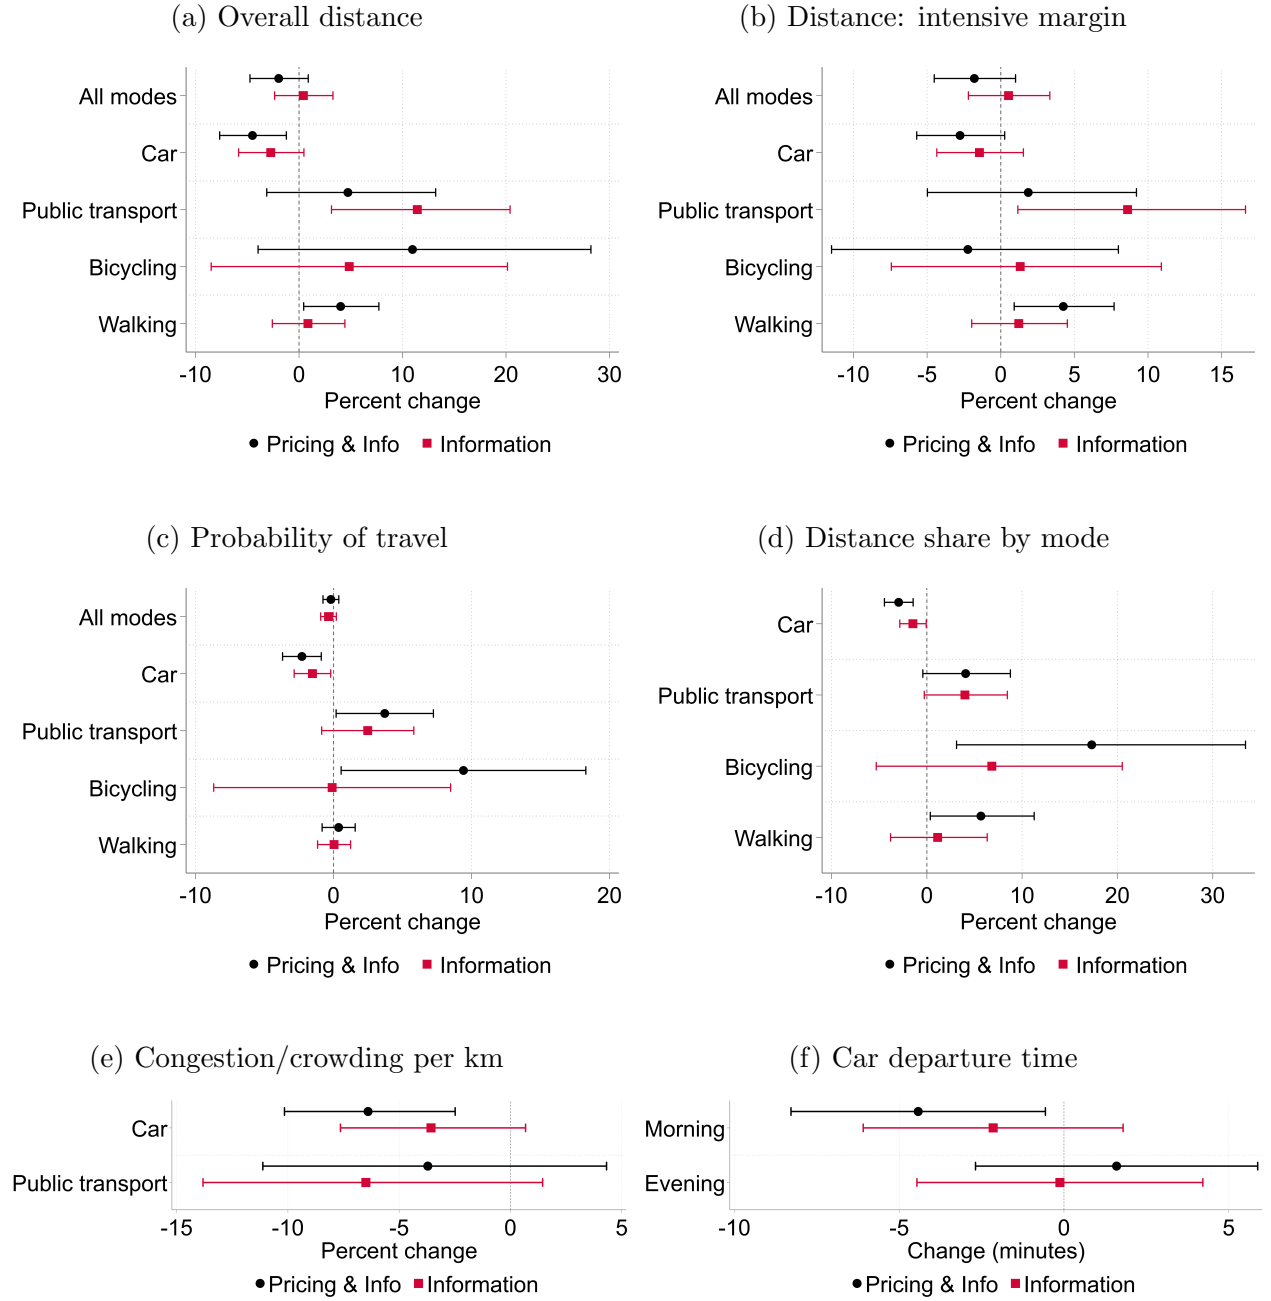 (a) Overall distance
All modes
Car
Public transport
Bicycling
Walking
-10 0 10 20 30
Percent change
Pricing & Info Information
(b) Distance: intensive margin
All modes
Car
Public transport
Bicycling
Walking
-10 -5 0 5 10 15
Percent change
Pricing & Info Information
(c) Probability of travel
All modes
Car
Public transport
Bicycling
Walking
-10 0 10 20
Percent change
Pricing & Info Information
(d) Distance share by mode
Car
Public transport
Bicycling
Walking
-10 0 10 20 30
Percent change
Pricing & Info Information
(e) Congestion/crowding per km
Car
Public transport
-15 -10 -5 0 5
Percent change
Pricing & Info Information
(f) Car departure time
Morning
Evening
-10 -5 0 5
Change (minutes)
Pricing & Info Information